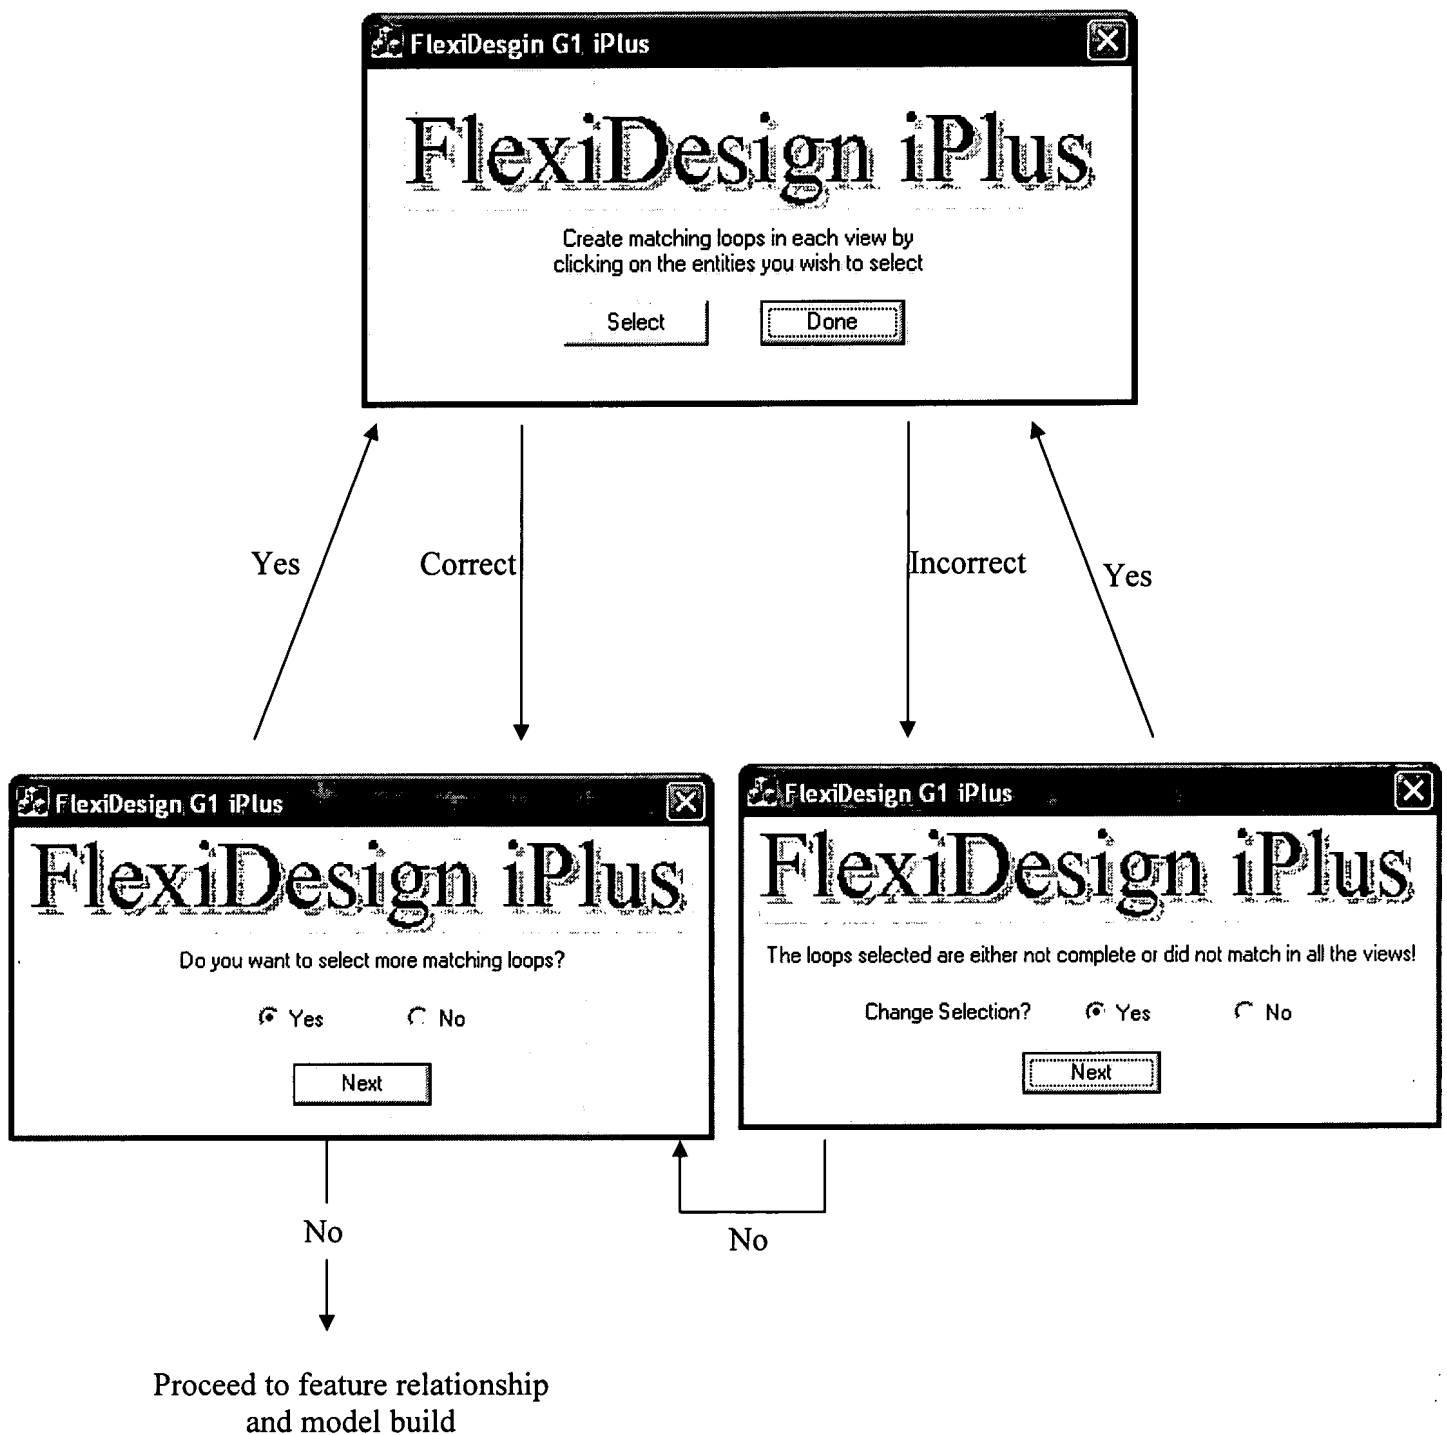 FlexiDesgin G1 iPlus
FlexiDesign iPlus
Create matching loops in each view by
clicking on the entities you wish to select
Select
Done
Yes
Correct
Incorrect
Yes
FlexiDesign G1 iPlus
FlexiDesign iPlus
Do you want to select more matching loops?
Yes
No
Next
FlexiDesign G1 iPlus
FlexiDesign iPlus
The loops selected are either not complete or did not match in all the views!
Change Selection?
Yes
No
Next
No
No
Proceed to feature relationship
and model build